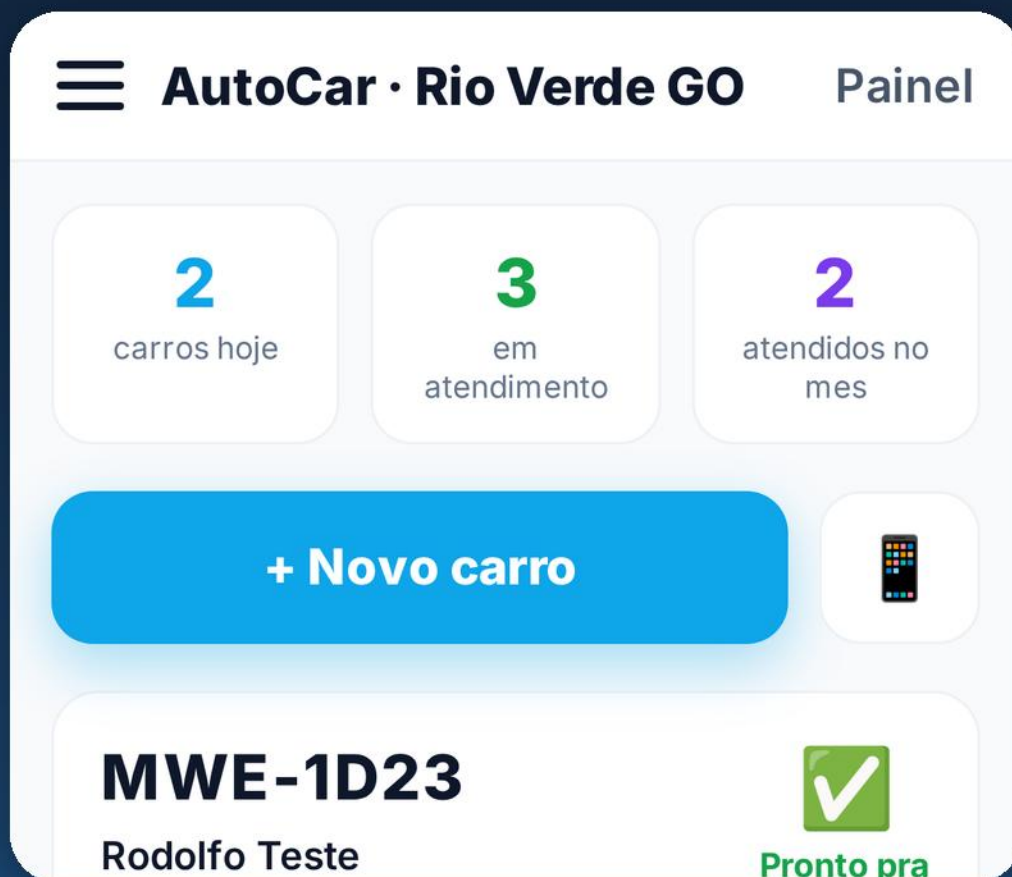 AutoCar · Rio Verde GO
Painel
2
carros hoje
3
em
atendimento
2
atendidos no
mes
+ Novo carro
MWE-1D23
Rodolfo Teste
Pronto pra